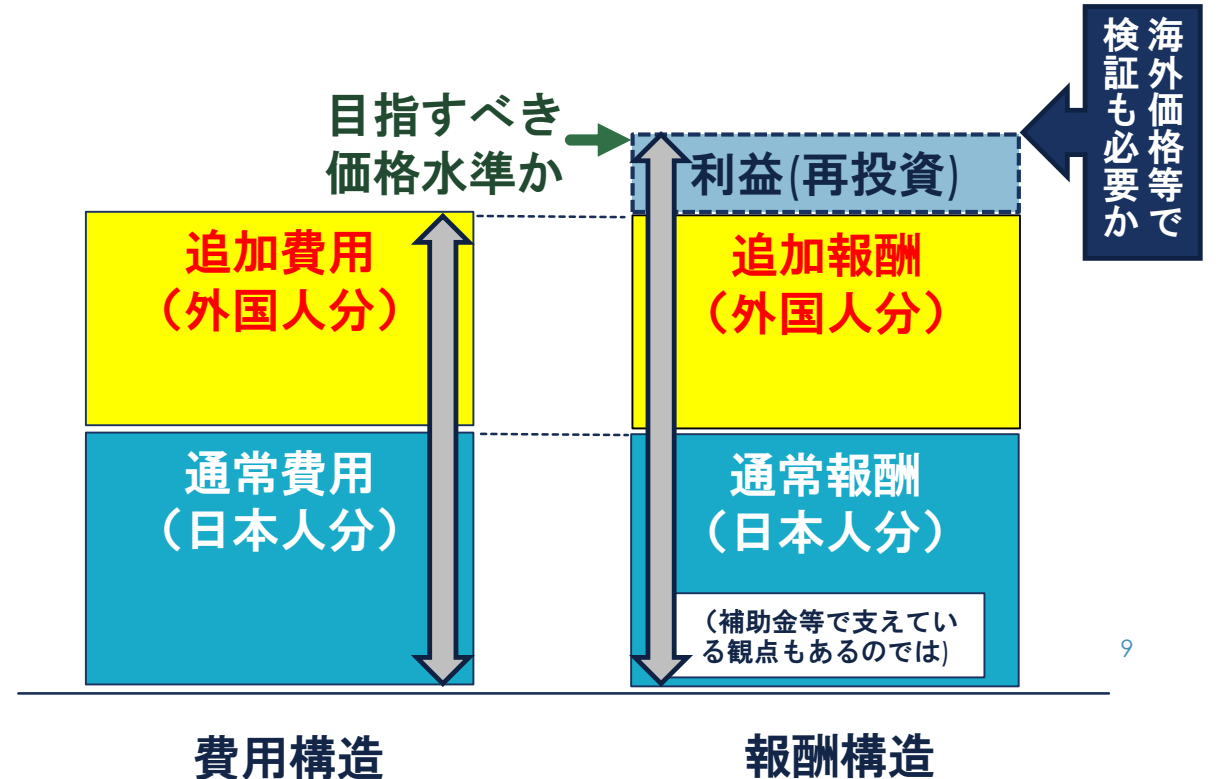 海外価格等で
検証も必要か
目指すべき
価格水準か
利益(再投資)
追加費用
（外国人分）
追加報酬
（外国人分）
通常費用
（日本人分）
通常報酬
（日本人分）
（補助金等で支えてい
る観点もあるのでは)
9
費用構造
報酬構造